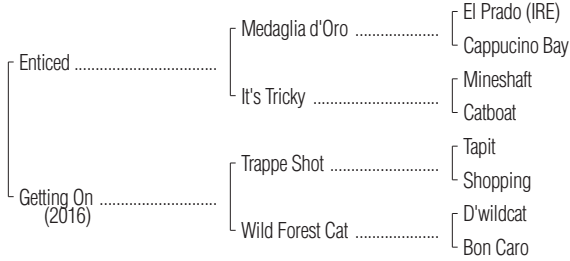 El Prado (IRE)
Medaglia d'Oro ....................
Cappucino Bay
Enticed ..................................
Mineshaft
It's Tricky ..............................
Catboat
Tapit
Trappe Shot ..........................
Shopping
Getting On ............................
(2016)
D'wildcat
Wild Forest Cat ....................
Bon Caro